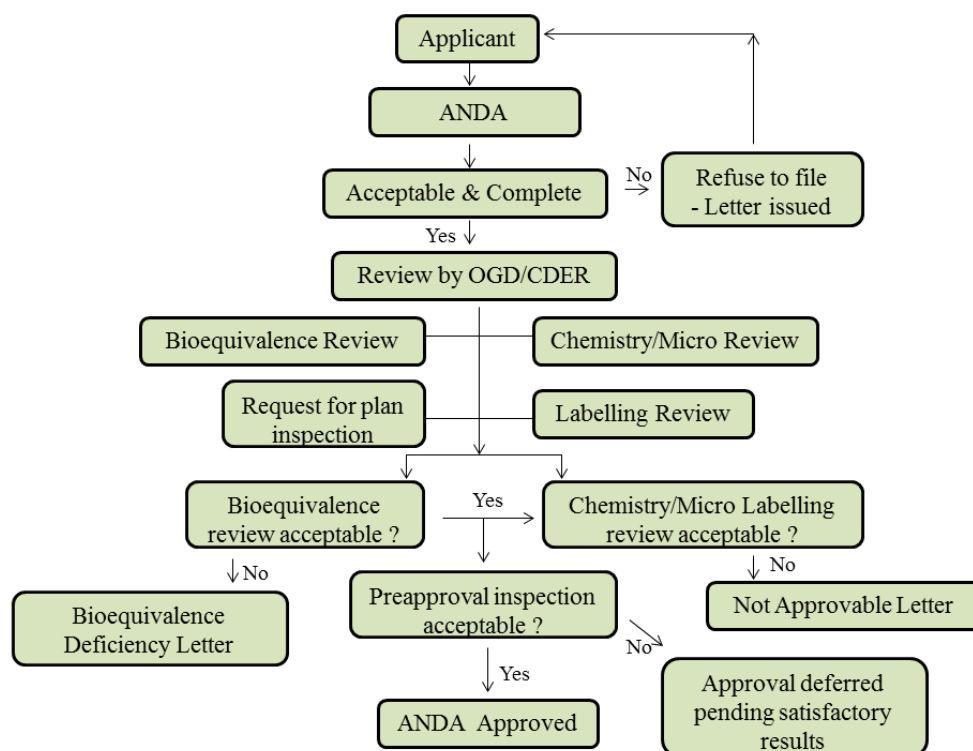 Applicant
ANDA
Acceptable & Complete
No
Refuse to file
- Letter issued
Yes
Review by OGD/CDER
Bioequivalence Review
Chemistry/Micro Review
Request for plan
inspection
Labelling Review
Bioequivalence
review acceptable ?
Yes
Chemistry/Micro Labelling
review acceptable ?
No
Bioequivalence
Deficiency Letter
Preapproval inspection
acceptable ?
No
Not Approvable Letter
Yes
No
ANDA Approved
Approval deferred
pending satisfactory
results